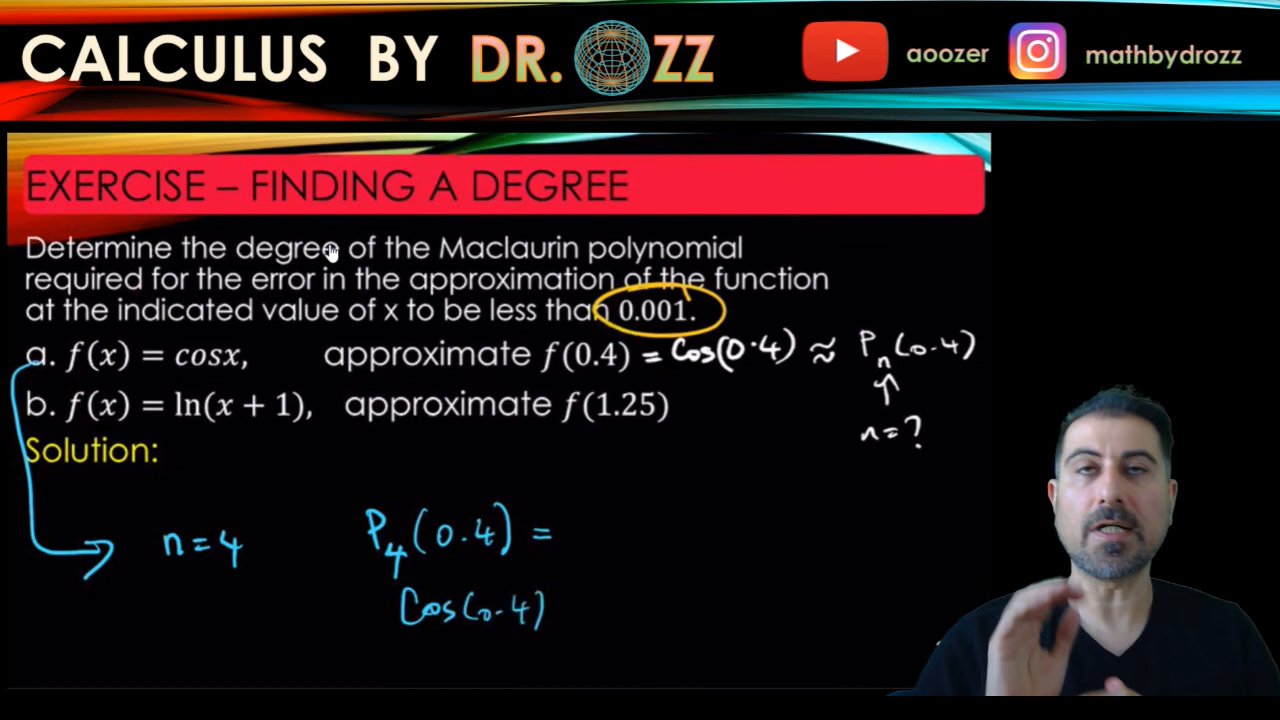 CALCULUS BY DR. OZZ
aoozer
mathbydrozz
EXERCISE – FINDING A DEGREE
Determine the degree of the Maclaurin polynomial
required for the error in the approximation of the function
at the indicated value of x to be less than 0.001.
a. f(x) = cosx, approximate f(0.4) = Cos(0.4) ≈ Pₙ(0.4)
↑
b. f(x) = ln(x + 1), approximate f(1.25)
n=?
Solution:
n=4 P₄(0.4) =
Cos(0.4)